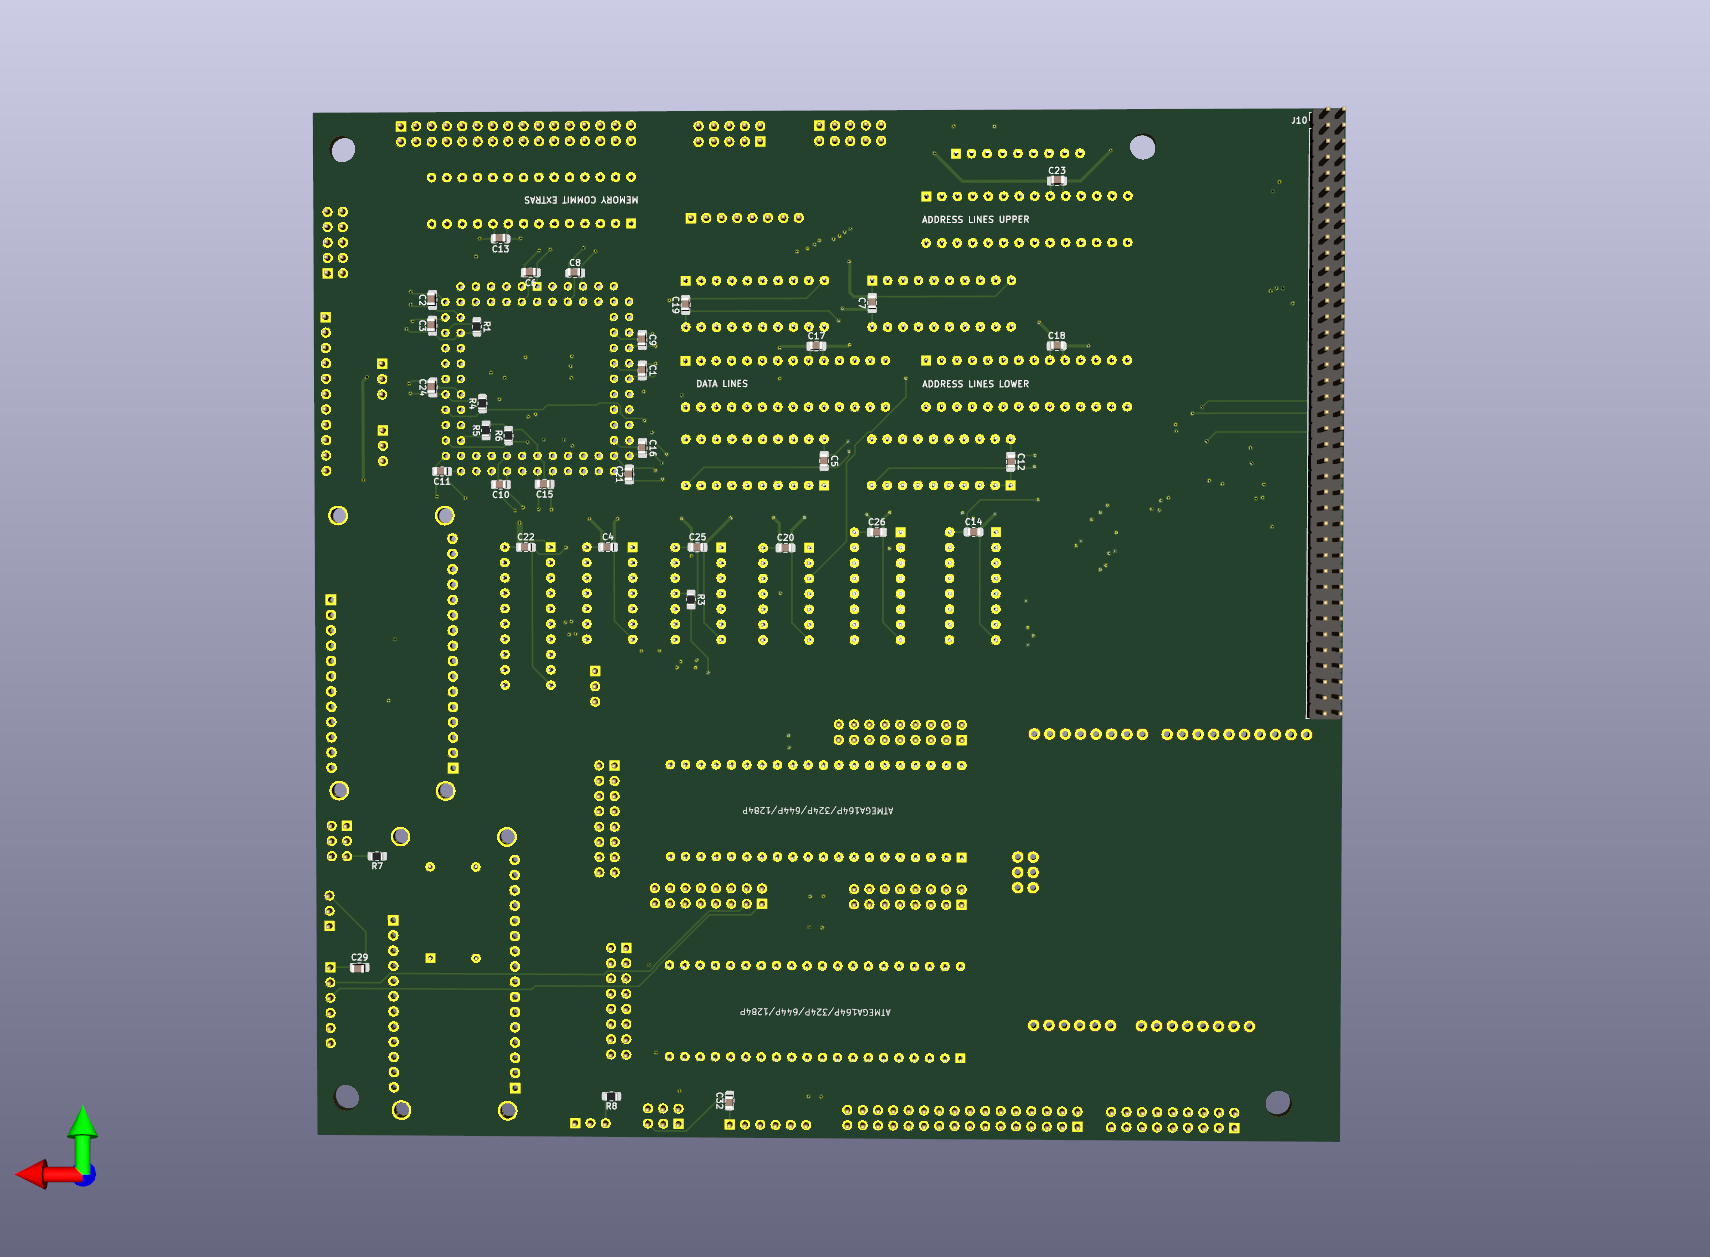 J10
C23
MEMORY COMMIT EXTRAS
ADDRESS LINES UPPER
C13
C8
C6
C2
C19
C7
C3
R1
C9
C17
C18
C1
C24
DATA LINES
ADDRESS LINES LOWER
R4
R5
R6
C16
C5
C12
C21
C11
C10
C15
C22
C4
C25
C20
C26
C14
R3
ATMEGA164P/324P/644P/1284P
R7
C29
ATMEGA164P/324P/644P/1284P
R8
C32